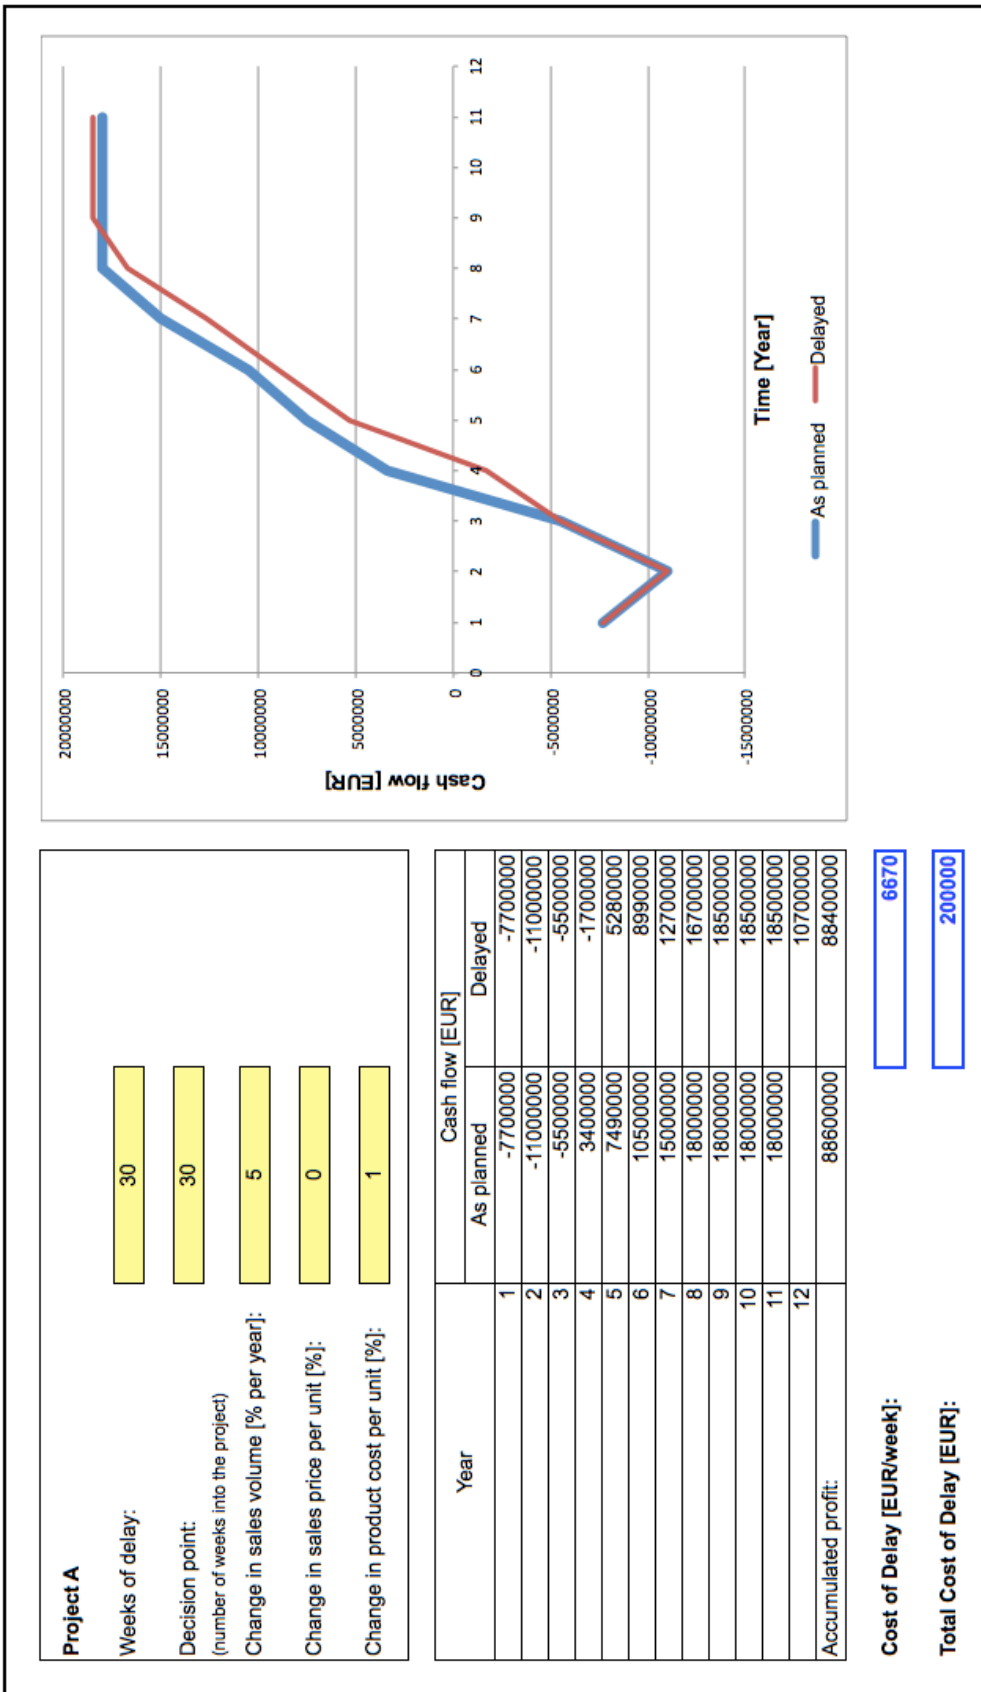 Project A
Weeks of delay: 30
Decision point: 30
(number of weeks into the project)
Change in sales volume [% per year]: 5
Change in sales price per unit [%]: 0
Change in product cost per unit [%]: 1
Year Cash flow [EUR]
As planned Delayed
1 -7700000 -7700000
2 -11000000 -11000000
3 -5500000 -5500000
4 3400000 -1700000
5 7490000 5280000
6 10500000 8990000
7 15000000 12700000
8 18000000 16700000
9 18000000 18500000
10 18000000 18500000
11 18000000 18500000
12 10700000
Accumulated profit: 88600000 88400000
Cost of Delay [EUR/week]: 6670
Total Cost of Delay [EUR]: 200000
Cash flow [EUR]
20000000
15000000
10000000
5000000
0
-5000000
-10000000
-15000000
0 1 2 3 4 5 6 7 8 9 10 11 12
Time [Year]
As planned Delayed